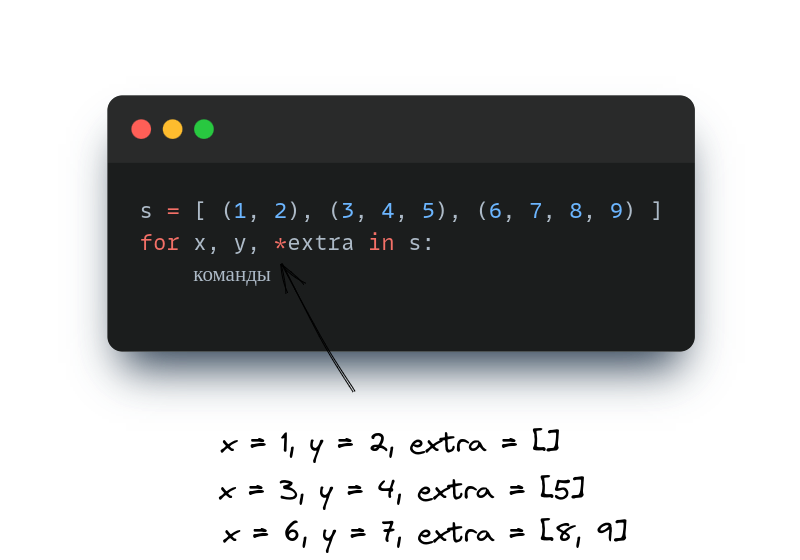 s = [ (1, 2), (3, 4, 5), (6, 7, 8, 9) ]
for x, y, *extra in s:
команды
x = 1, y = 2, extra = []
x = 3, y = 4, extra = [5]
x = 6, y = 7, extra = [8, 9]